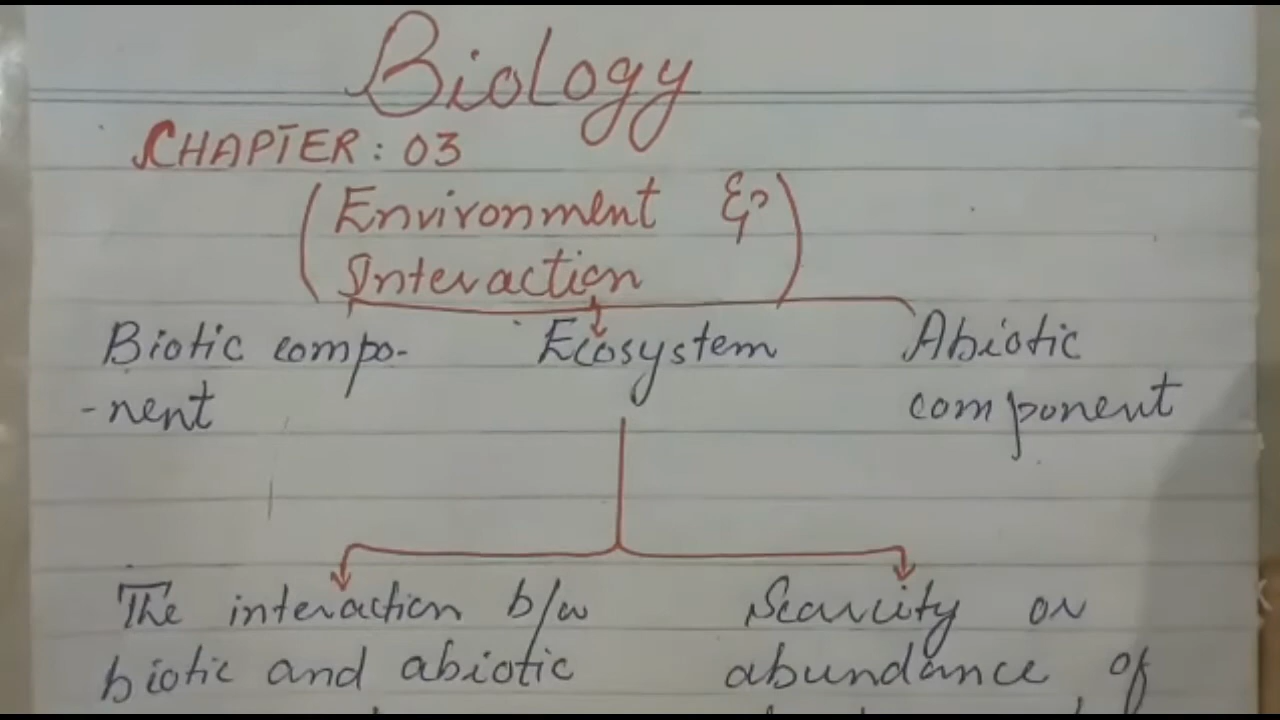 Biology
CHAPTER: 03
(Environment &
Interaction)
Biotic compo-
-nent
Ecosystem
Abiotic
component
The interaction b/w
biotic and abiotic
Scarcity or
abundance of